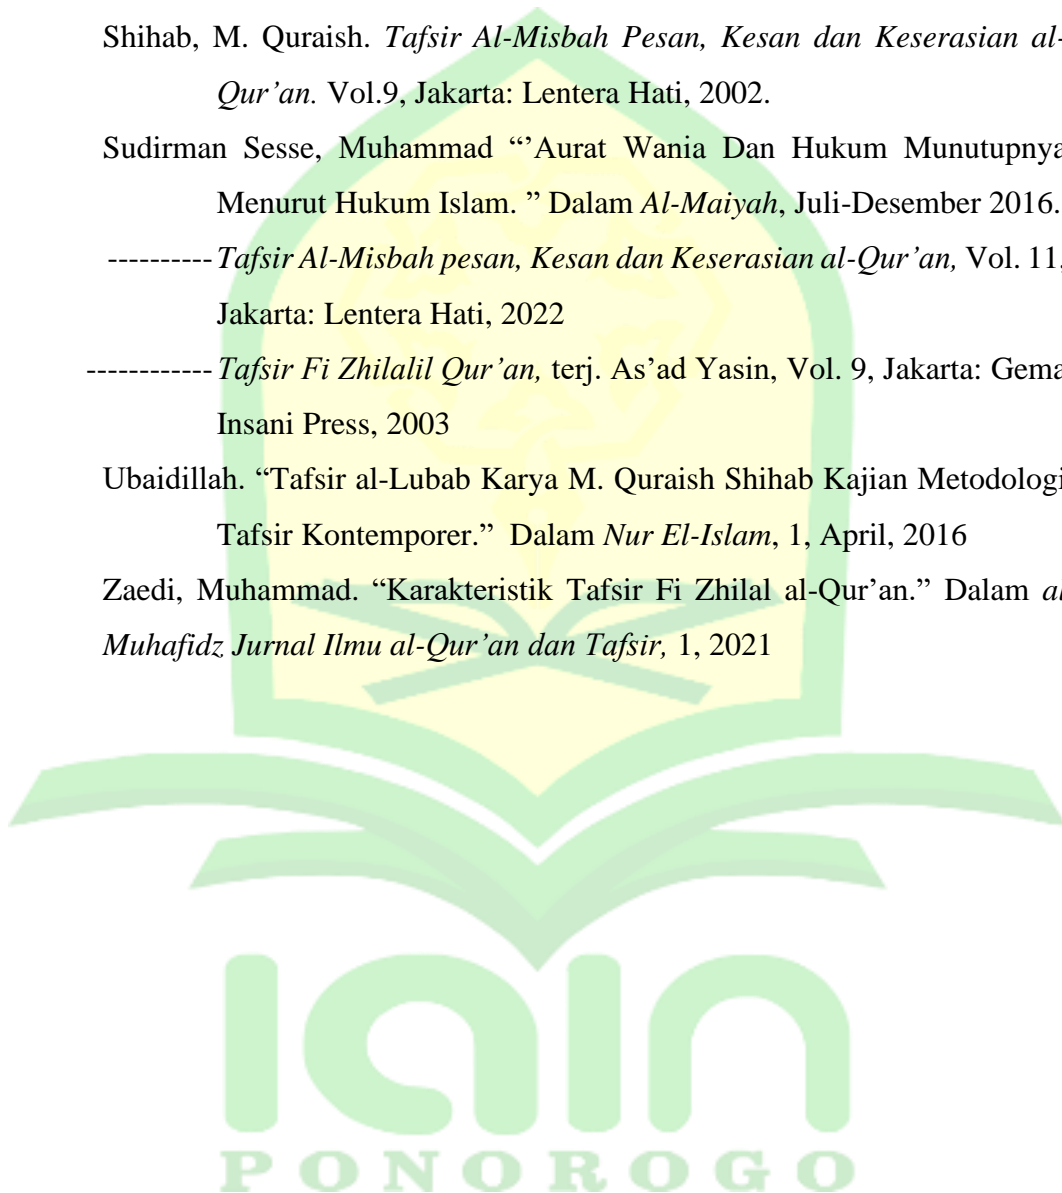 Shihab, M. Quraish. Tafsir Al-Misbah Pesan, Kesan dan Keserasian al-
Qur’an. Vol.9, Jakarta: Lentera Hati, 2002.
Sudirman Sesse, Muhammad “’Aurat Wania Dan Hukum Munutupnya
Menurut Hukum Islam. ” Dalam Al-Maiyah, Juli-Desember 2016.
----------Tafsir Al-Misbah pesan, Kesan dan Keserasian al-Qur’an, Vol. 11,
Jakarta: Lentera Hati, 2022
------------Tafsir Fi Zhilalil Qur’an, terj. As’ad Yasin, Vol. 9, Jakarta: Gema
Insani Press, 2003
Ubaidillah. “Tafsir al-Lubab Karya M. Quraish Shihab Kajian Metodologi
Tafsir Kontemporer.” Dalam Nur El-Islam, 1, April, 2016
Zaedi, Muhammad. “Karakteristik Tafsir Fi Zhilal al-Qur’an.” Dalam al
Muhafidz Jurnal Ilmu al-Qur’an dan Tafsir, 1, 2021
iain
PONOROGO